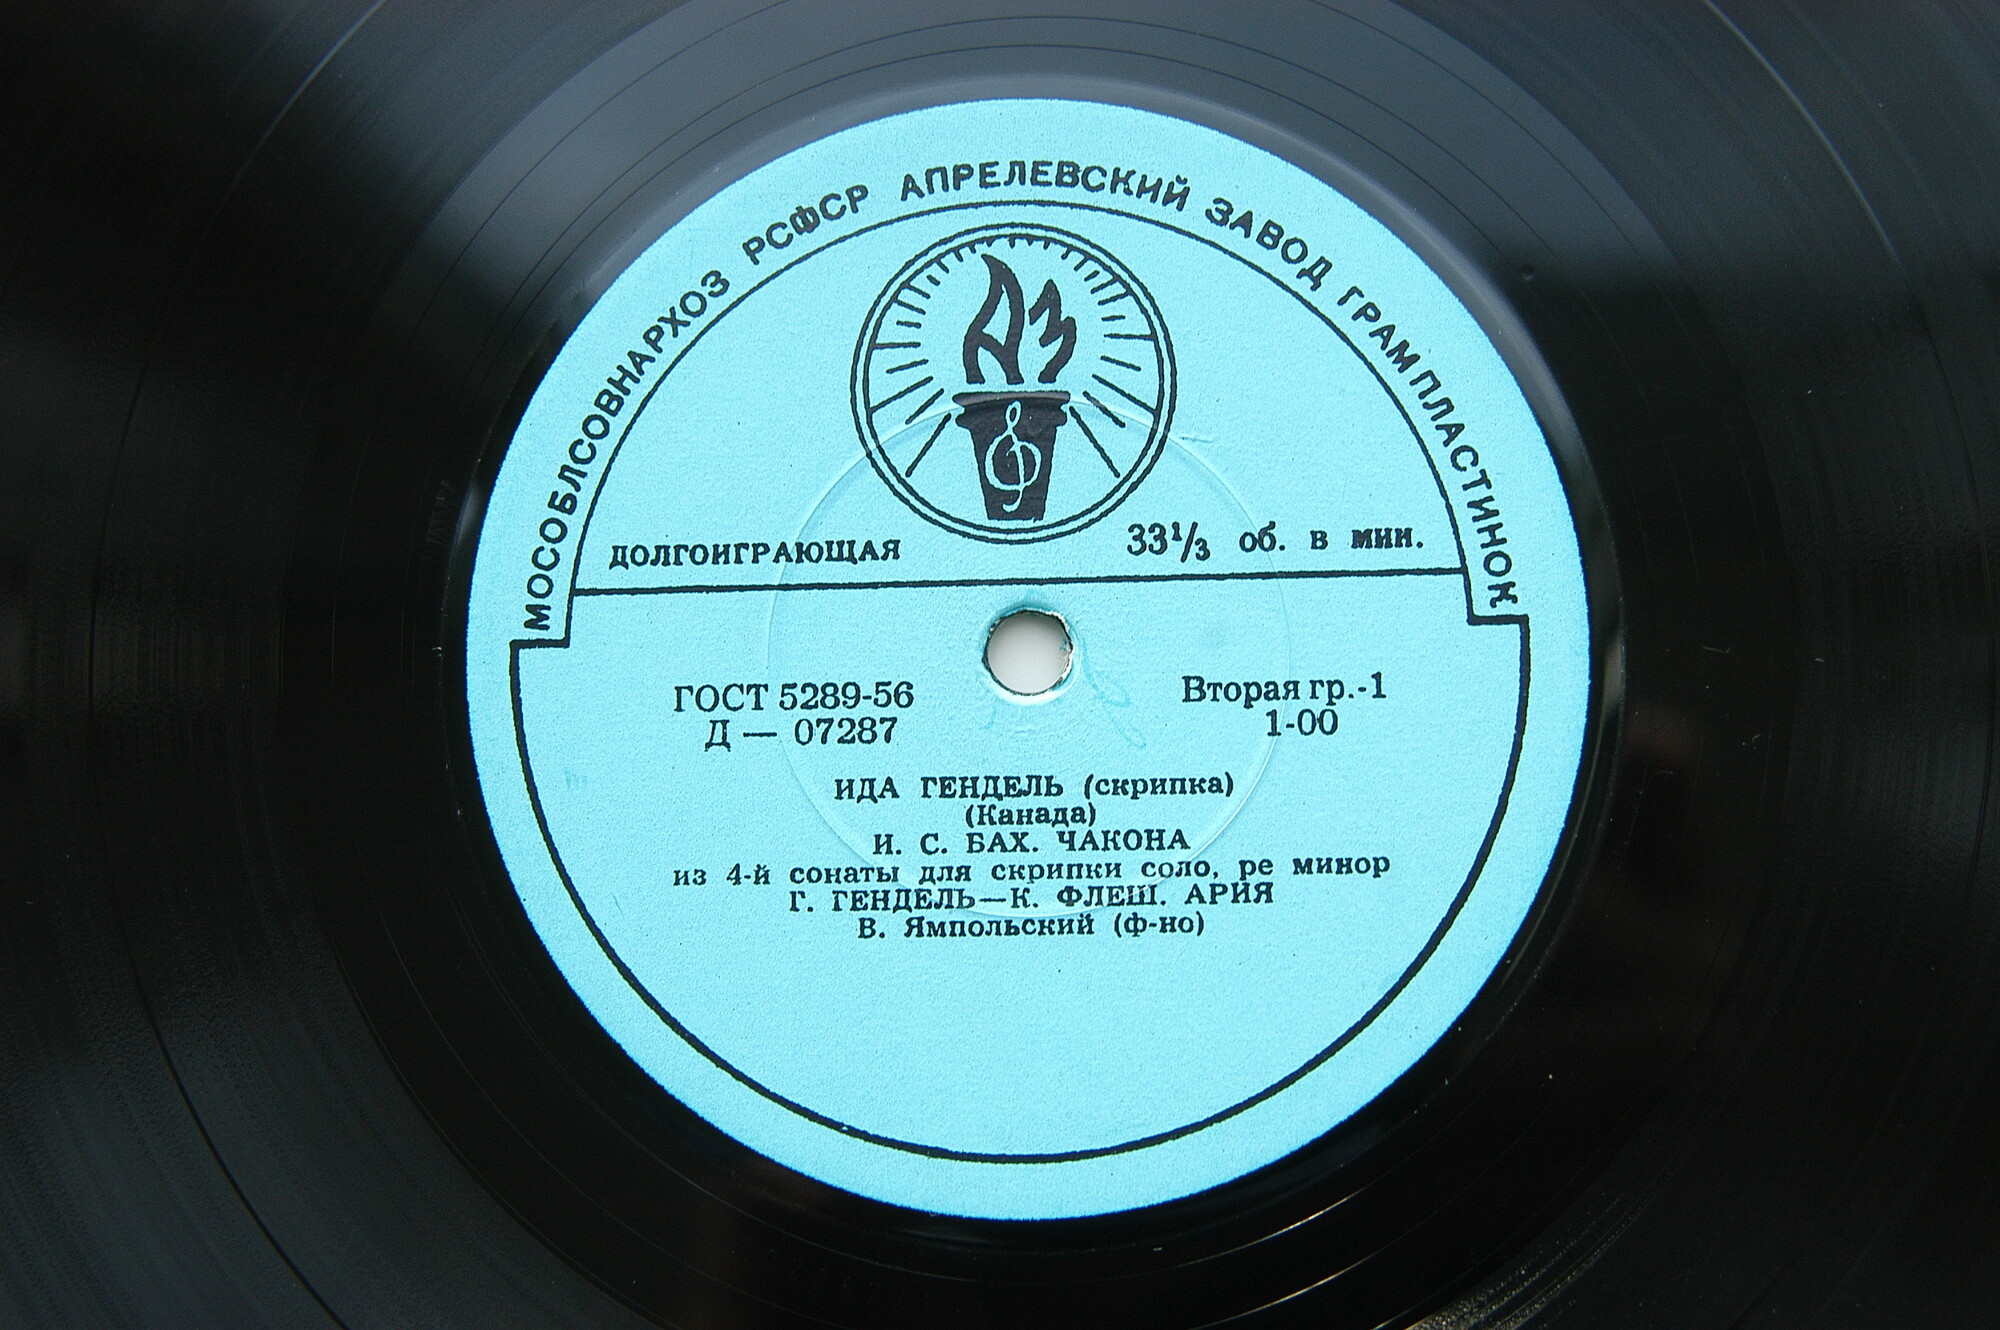 МОСОБЛСОВНАРХОЗ РСФСР АПРЕЛЕВСКИЙ ЗАВОД ГРАМПЛАСТИНОК
АЗ
ДОЛГОИГРАЮЩАЯ 33⅓ об. в мин.
ГОСТ 5289-56 Вторая гр.-1
Д — 07287 1-00
ИДА ГЕНДЕЛЬ (скрипка)
(Канада)
И. С. БАХ. ЧАКОНА
из 4-й сонаты для скрипки соло, ре минор
Г. ГЕНДЕЛЬ—К. ФЛЕШ. АРИЯ
В. Ямпольский (ф-но)